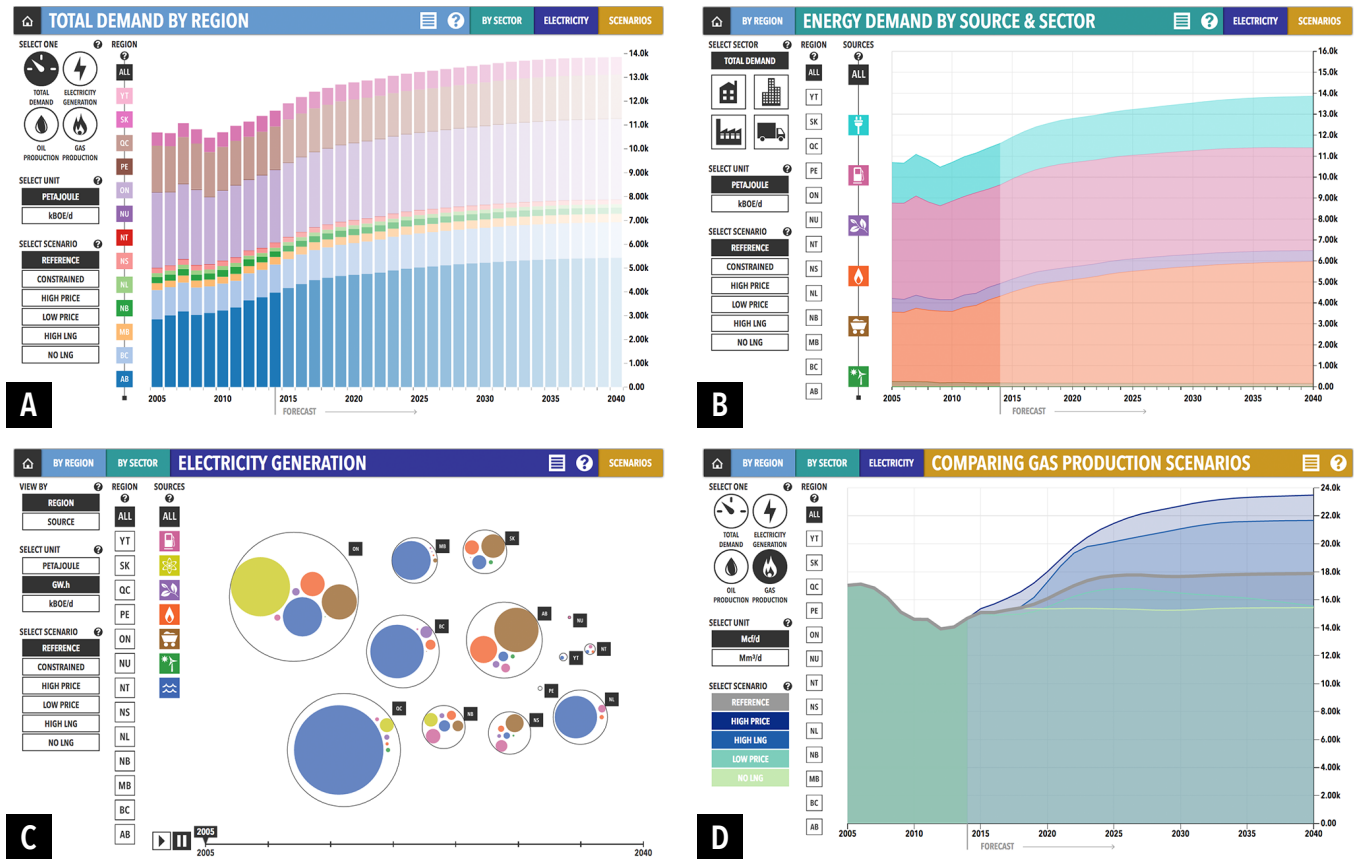 TOTAL DEMAND BY REGION
?
BY SECTOR
ELECTRICITY
SCENARIOS
SELECT ONE
?
TOTAL
DEMAND
ELECTRICITY
GENERATION
OIL
PRODUCTION
GAS
PRODUCTION
SELECT UNIT
?
PETAJOULE
kBOE/d
SELECT SCENARIO
?
REFERENCE
CONSTRAINED
HIGH PRICE
LOW PRICE
HIGH LNG
NO LNG
REGION
?
ALL
YT
SK
QC
PE
ON
NU
NT
NS
NL
NB
MB
BC
AB
14.0k
13.0k
12.0k
11.0k
10.0k
9.00k
8.00k
7.00k
6.00k
5.00k
4.00k
3.00k
2.00k
1.00k
0.00
2005
2010
2015
2020
2025
2030
2035
2040
FORECAST
A
BY REGION
ENERGY DEMAND BY SOURCE & SECTOR
?
ELECTRICITY
SCENARIOS
SELECT SECTOR
?
TOTAL DEMAND
SELECT UNIT
?
PETAJOULE
kBOE/d
SELECT SCENARIO
?
REFERENCE
CONSTRAINED
HIGH PRICE
LOW PRICE
HIGH LNG
NO LNG
REGION
?
ALL
YT
SK
QC
PE
ON
NU
NT
NS
NL
NB
MB
BC
AB
SOURCES
?
ALL
16.0k
15.0k
14.0k
13.0k
12.0k
11.0k
10.0k
9.00k
8.00k
7.00k
6.00k
5.00k
4.00k
3.00k
2.00k
1.00k
0.00
2005
2010
2015
2020
2025
2030
2035
2040
FORECAST
B
BY REGION
BY SECTOR
ELECTRICITY GENERATION
?
SCENARIOS
VIEW BY
?
REGION
SOURCE
SELECT UNIT
?
PETAJOULE
GW.h
kBOE/d
SELECT SCENARIO
?
REFERENCE
CONSTRAINED
HIGH PRICE
LOW PRICE
HIGH LNG
NO LNG
REGION
?
ALL
YT
SK
QC
PE
ON
NU
NT
NS
NL
NB
MB
BC
AB
SOURCES
?
ALL
ON
MB
SK
BC
AB
NU
NT
YT
PE
QC
NB
NS
NL
2005
2005
2040
C
BY REGION
BY SECTOR
ELECTRICITY
COMPARING GAS PRODUCTION SCENARIOS
?
SELECT ONE
?
TOTAL
DEMAND
ELECTRICITY
GENERATION
OIL
PRODUCTION
GAS
PRODUCTION
SELECT UNIT
?
Mcf/d
Mm³/d
SELECT SCENARIO
?
REFERENCE
HIGH PRICE
HIGH LNG
LOW PRICE
NO LNG
REGION
?
ALL
YT
SK
QC
PE
ON
NU
NT
NS
NL
NB
MB
BC
AB
24.0k
22.0k
20.0k
18.0k
16.0k
14.0k
12.0k
10.0k
8.00k
6.00k
4.00k
2.00k
0.00
2005
2010
2015
2020
2025
2030
2035
2040
FORECAST
D